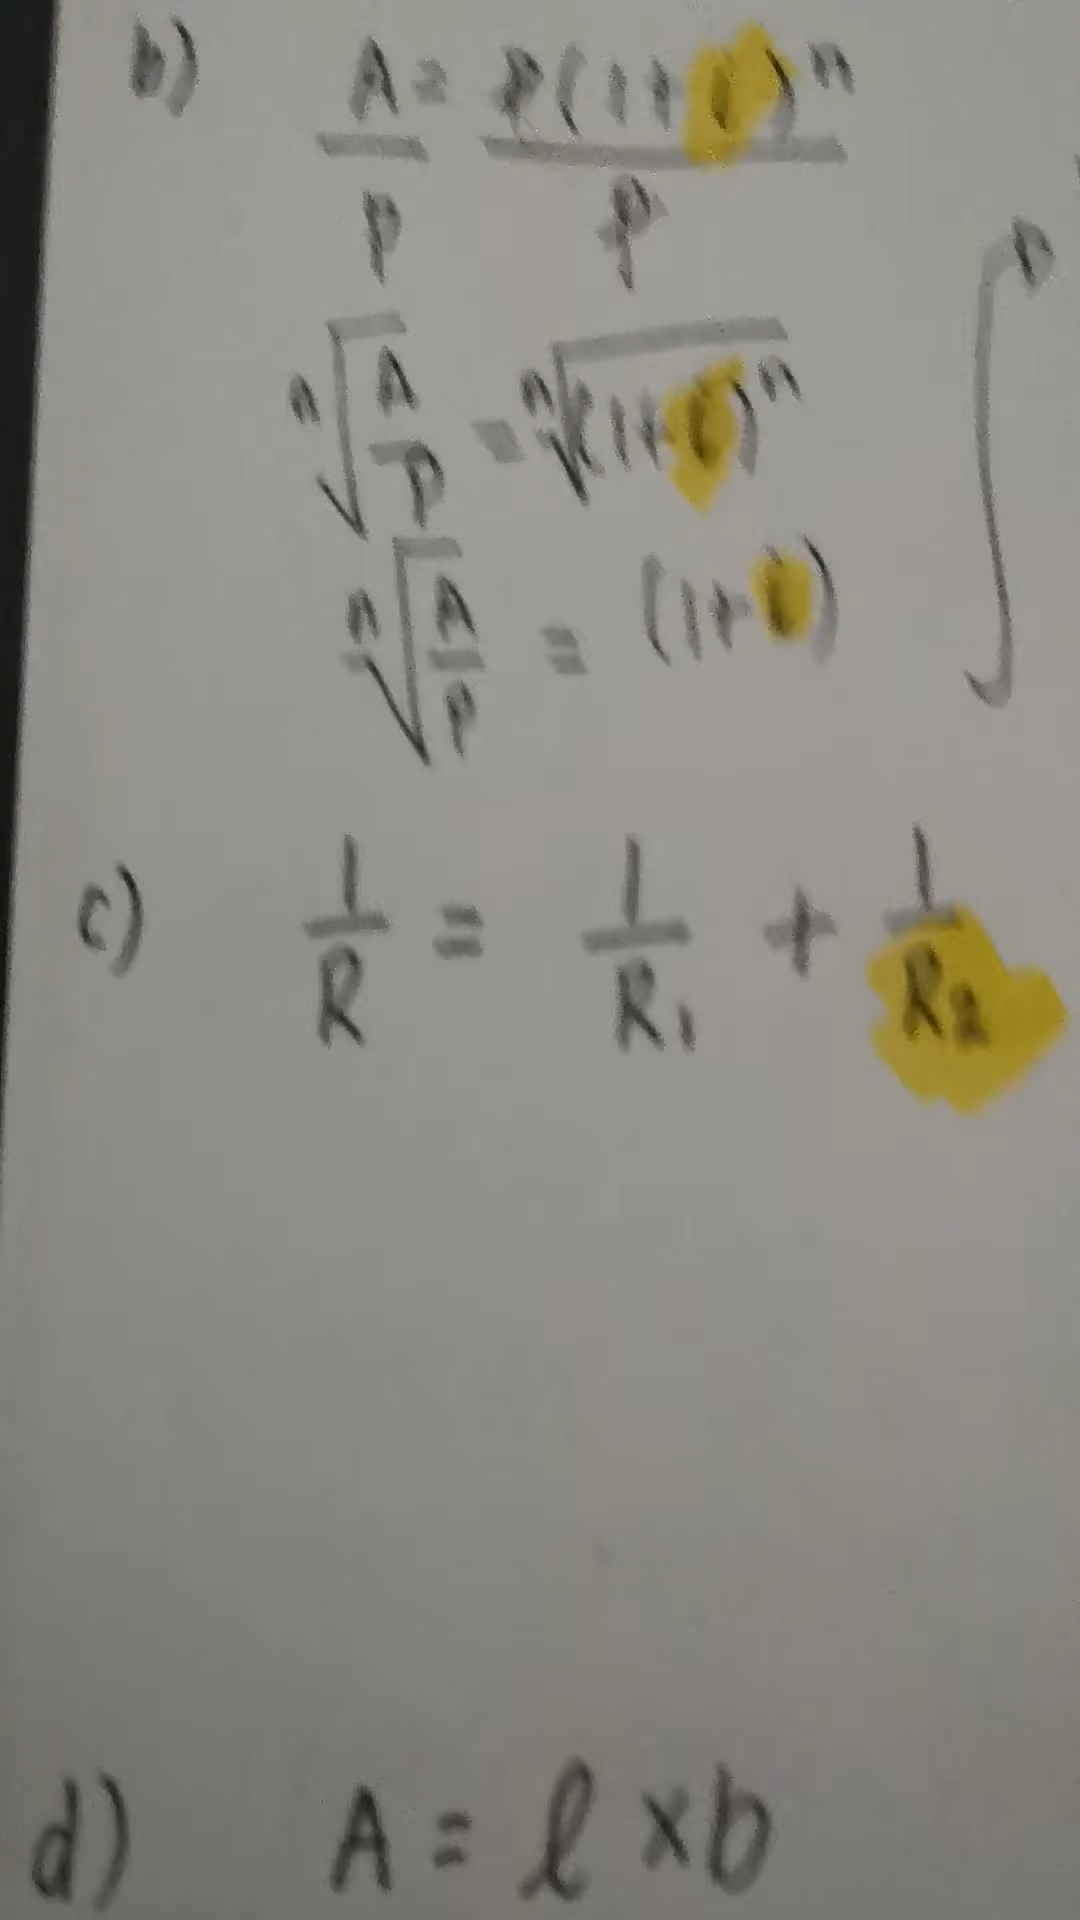 b) A = P(1+i)ⁿ
P P
ⁿ√(A/P) = ⁿ√(1+i)ⁿ
ⁿ√(A/P) = (1+i)
c) 1/R = 1/R₁ + 1/R₂
d) A = l × b